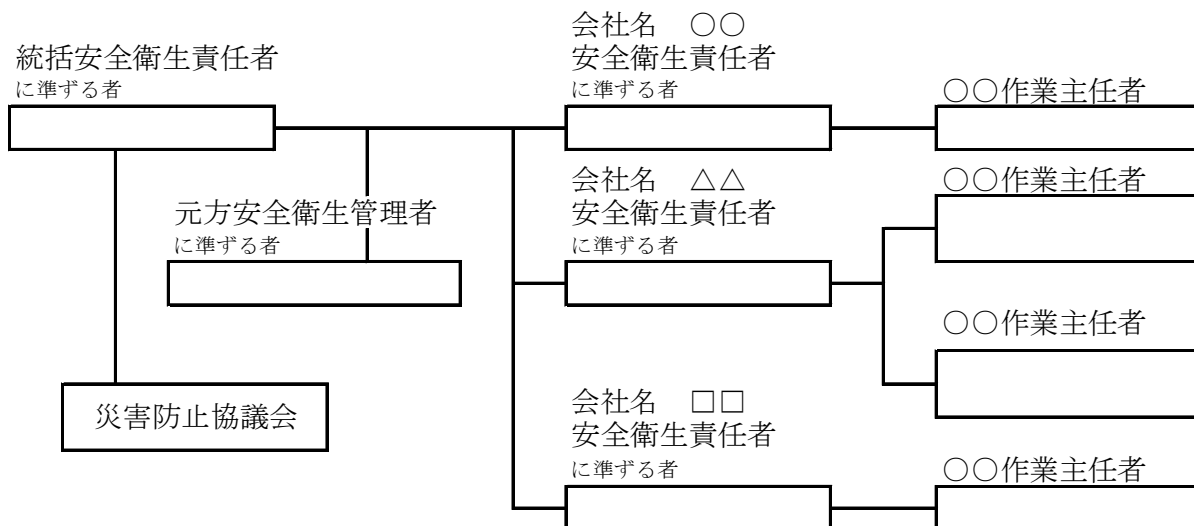 統括安全衛生責任者
に準ずる者
元方安全衛生管理者
に準ずる者
災害防止協議会
会社名　○○
安全衛生責任者
に準ずる者
○○作業主任者
会社名　△△
安全衛生責任者
に準ずる者
○○作業主任者
○○作業主任者
会社名　□□
安全衛生責任者
に準ずる者
○○作業主任者